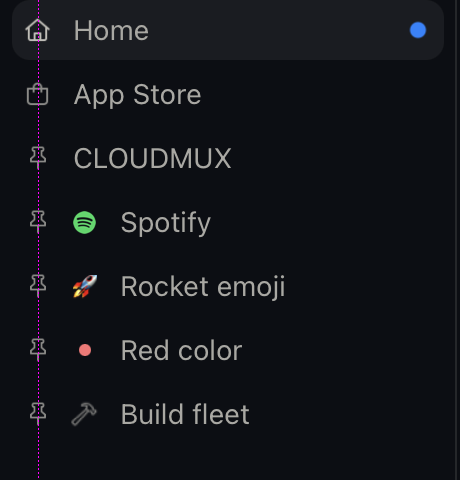 Home
App Store
CLOUDMUX
Spotify
Rocket emoji
Red color
Build fleet